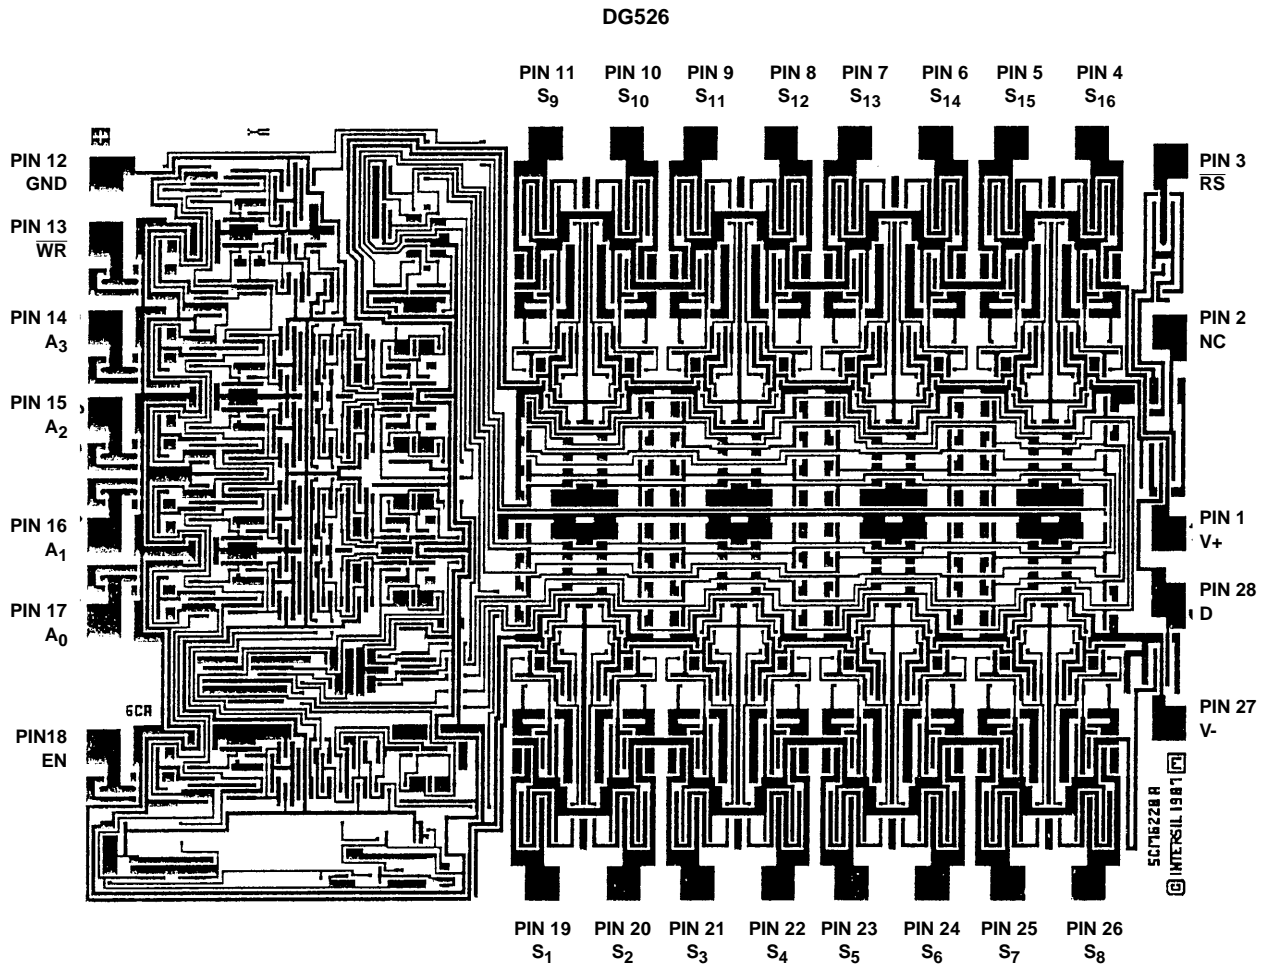 DG526
PIN 11
S9
PIN 10
S10
PIN 9
S11
PIN 8
S12
PIN 7
S13
PIN 6
S14
PIN 5
S15
PIN 4
S16
PIN 12
GND
PIN 13
W̅R̅
PIN 14
A3
PIN 15
A2
PIN 16
A1
PIN 17
A0
PIN18
EN
PIN 3
R̅S̅
PIN 2
NC
PIN 1
V+
PIN 28
D
PIN 27
V-
GCA
SCM6228A
© INTERSIL 1987 M
PIN 19
S1
PIN 20
S2
PIN 21
S3
PIN 22
S4
PIN 23
S5
PIN 24
S6
PIN 25
S7
PIN 26
S8